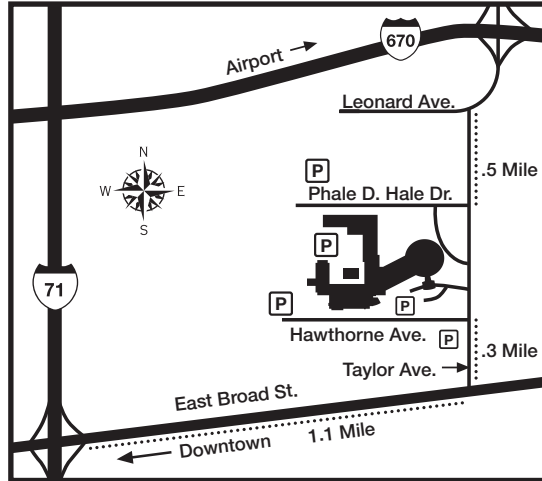 670
Airport
Leonard Ave.
N
W E
S
P
.5 Mile
Phale D. Hale Dr.
P
71
P
P
Hawthorne Ave.
P
.3 Mile
Taylor Ave.
East Broad St.
1.1 Mile
Downtown